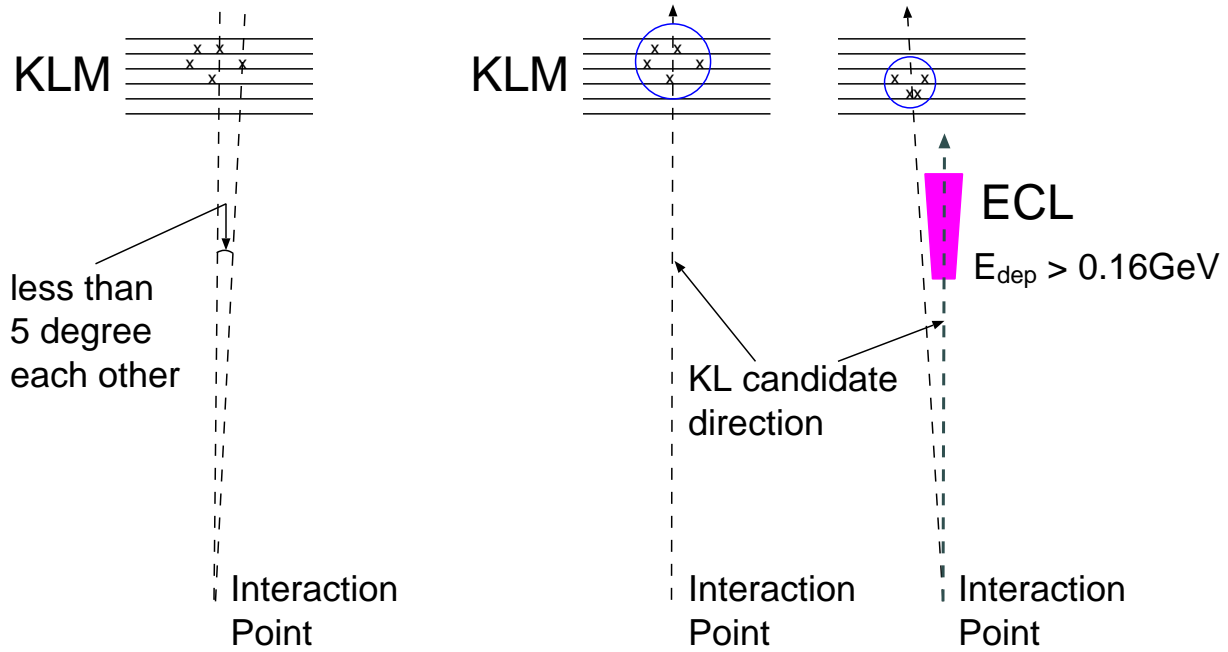 KLM
less than
5 degree
each other
Interaction
Point
KLM
KL candidate
direction
Interaction
Point
ECL
E_dep > 0.16GeV
Interaction
Point